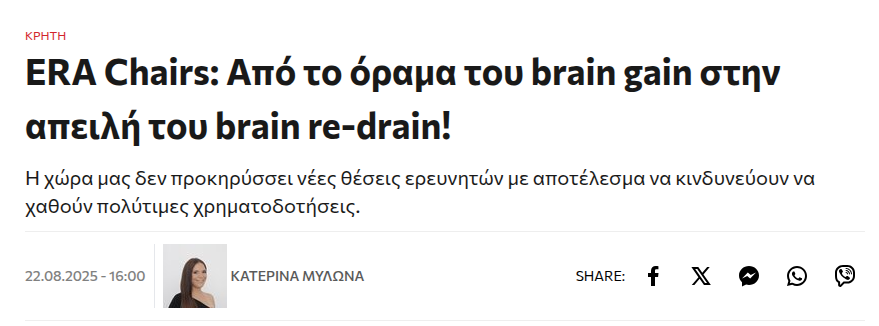 ΚΡΗΤΗ
ERA Chairs: Από το όραμα του brain gain στην
απειλή του brain re-drain!
Η χώρα μας δεν προκηρύσσει νέες θέσεις ερευνητών με αποτέλεσμα να κινδυνεύουν να
χαθούν πολύτιμες χρηματοδοτήσεις.
22.08.2025 - 16:00 ΚΑΤΕΡΙΝΑ ΜΥΛΩΝΑ SHARE: